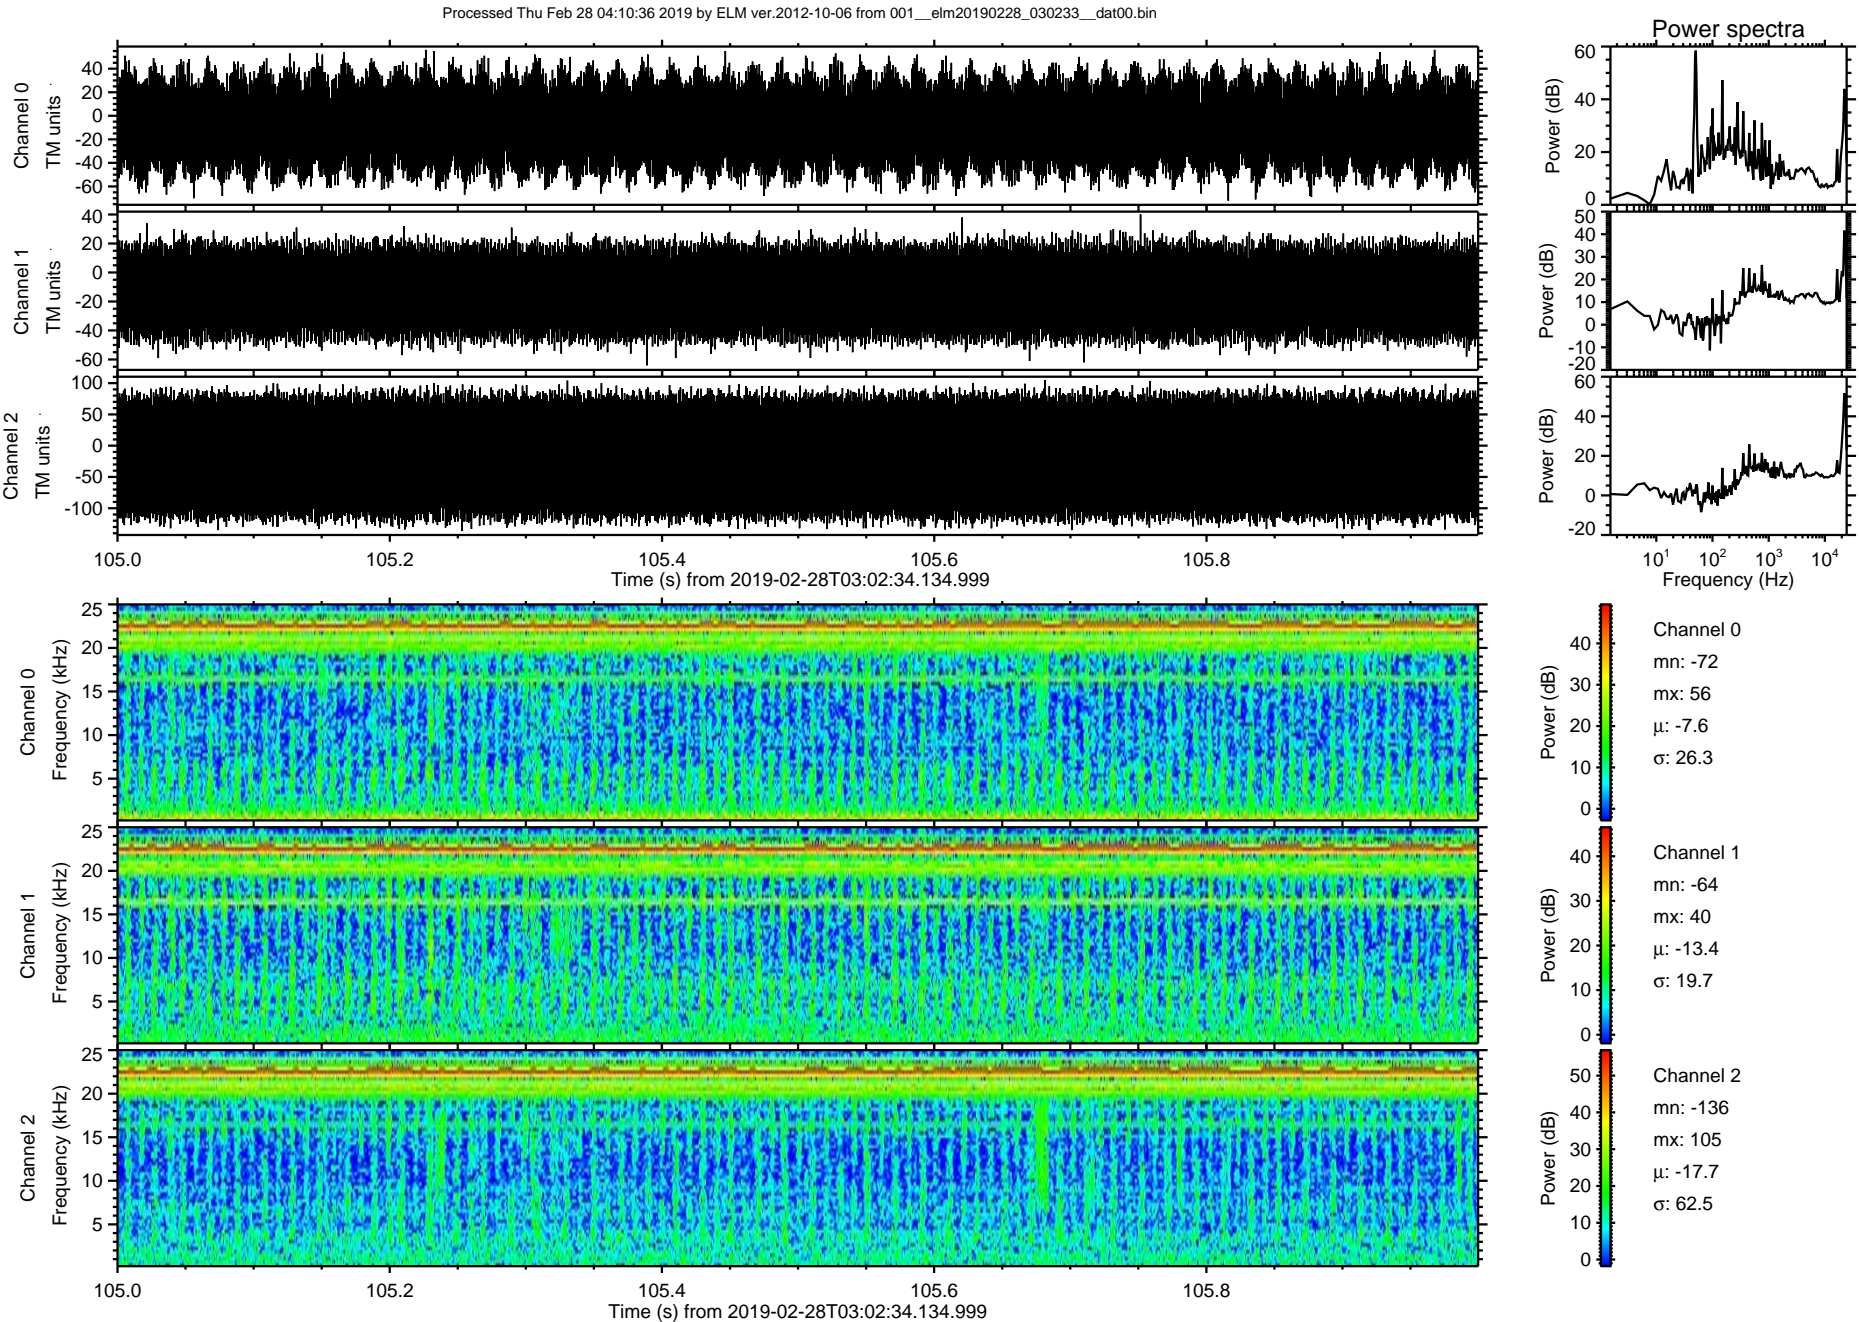 Processed Thu Feb 28 04:10:36 2019 by ELM ver.2012-10-06 from 001__elm20190228_030233__dat00.bin
Power spectra
Channel 0
TM units
40
20
0
-20
-40
-60
Power (dB)
60
40
20
0
Channel 1
TM units
40
20
0
-20
-40
-60
Power (dB)
50
40
30
20
10
0
-10
-20
Channel 2
TM units
100
50
0
-50
-100
Power (dB)
60
40
20
0
-20
105.0 105.2 105.4 105.6 105.8
Time (s) from 2019-02-28T03:02:34.134.999
10¹ 10² 10³ 10⁴
Frequency (Hz)
Channel 0
Frequency (kHz)
25
20
15
10
5
Power (dB)
40
30
20
10
0
Channel 0
mn: -72
mx: 56
μ: -7.6
σ: 26.3
Channel 1
Frequency (kHz)
25
20
15
10
5
Power (dB)
40
30
20
10
0
Channel 1
mn: -64
mx: 40
μ: -13.4
σ: 19.7
Channel 2
Frequency (kHz)
25
20
15
10
5
Power (dB)
50
40
30
20
10
0
Channel 2
mn: -136
mx: 105
μ: -17.7
σ: 62.5
105.0 105.2 105.4 105.6 105.8
Time (s) from 2019-02-28T03:02:34.134.999